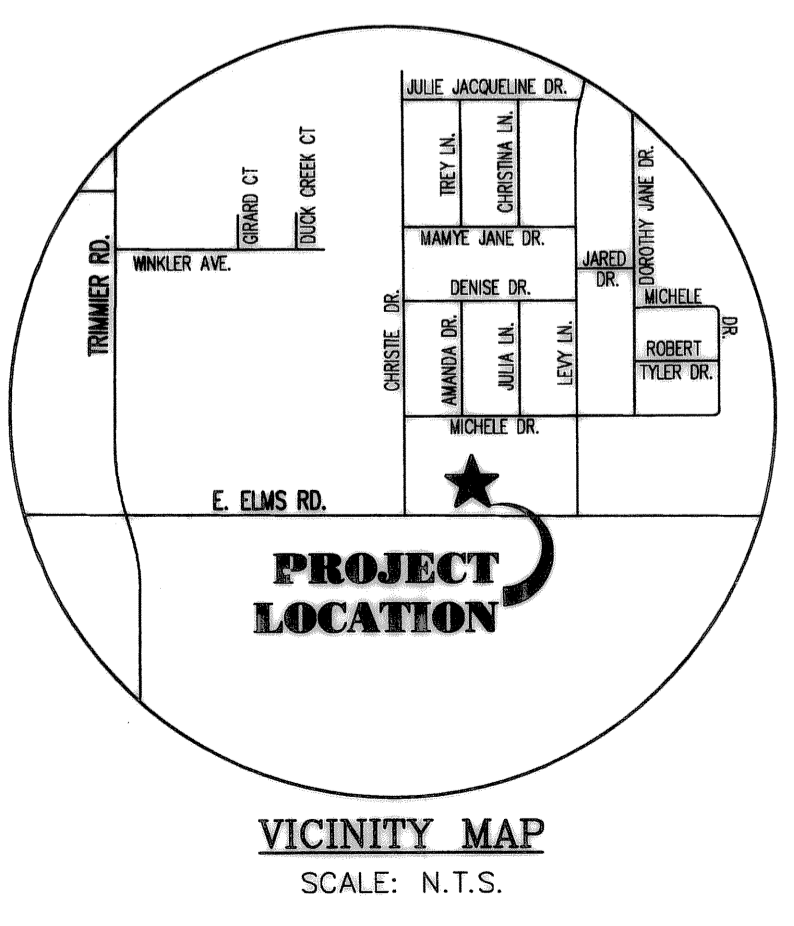 JULIE JACQUELINE DR.
TREY LN.
CHRISTINA LN.
GIRARD CT
DUCK CREEK CT
DOROTHY JANE DR.
MAMYE JANE DR.
TRIMMIER RD.
WINKLER AVE.
JARED
DR.
DENISE DR.
MICHELE
DR.
CHRISTIE DR.
AMANDA DR.
JULIA LN.
LEVY LN.
ROBERT
TYLER DR.
MICHELE DR.
E. ELMS RD.
PROJECT
LOCATION
VICINITY MAP
SCALE: N.T.S.